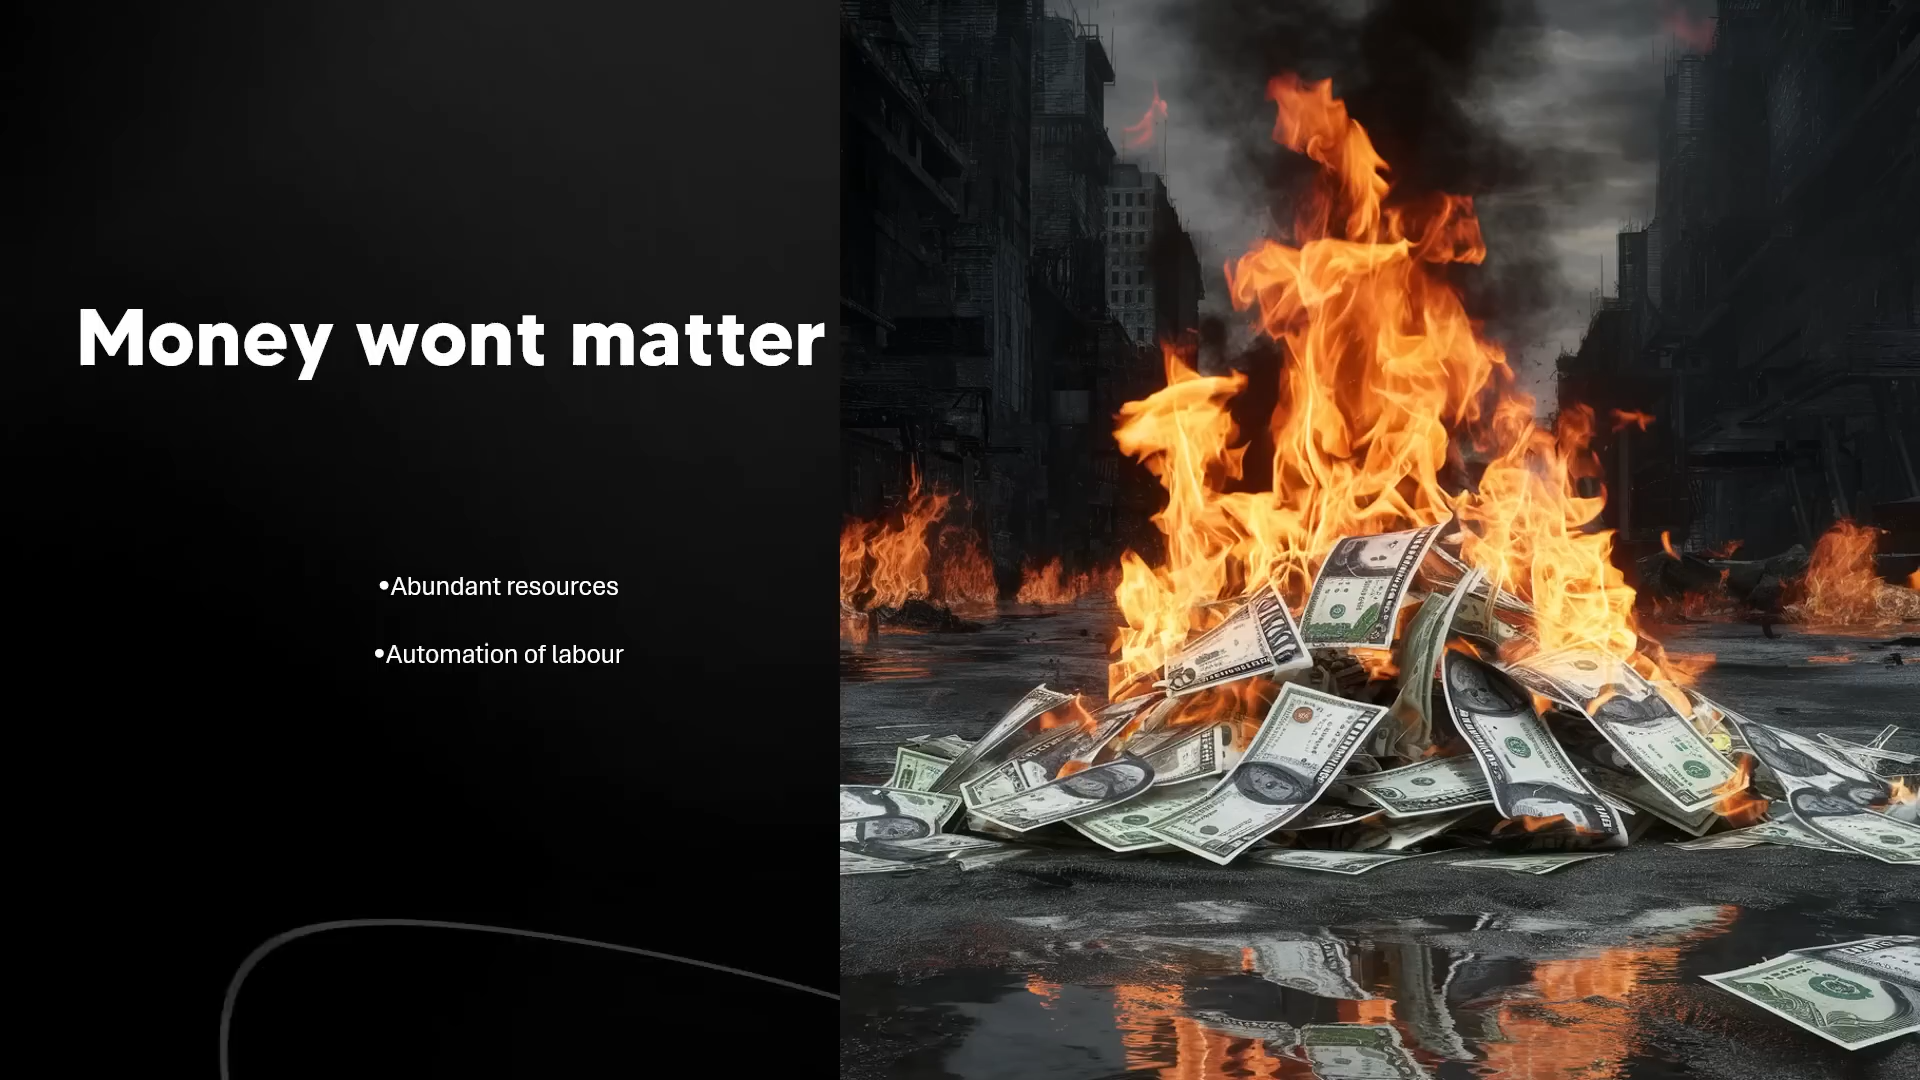 Money wont matter
•Abundant resources
•Automation of labour